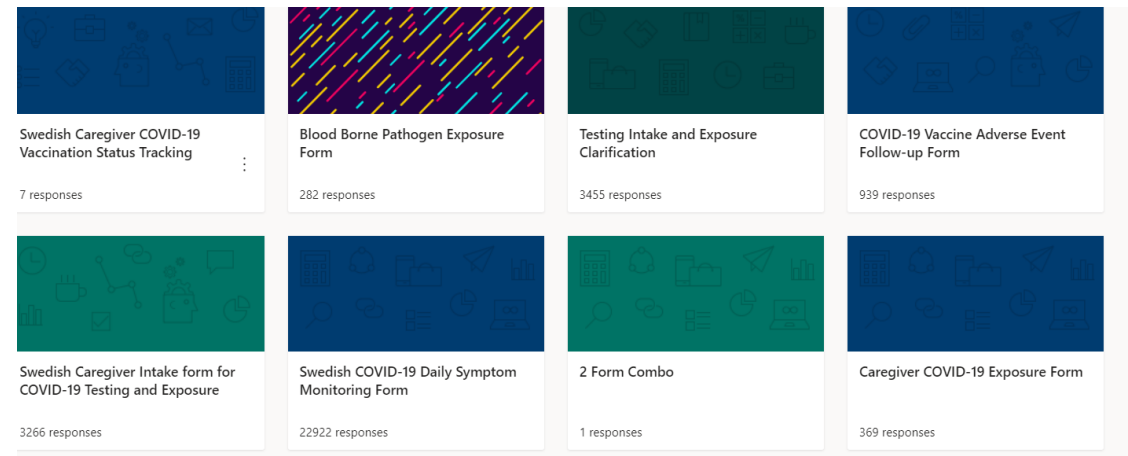 Swedish Caregiver COVID-19
Vaccination Status Tracking
7 responses
Blood Borne Pathogen Exposure
Form
282 responses
Testing Intake and Exposure
Clarification
3455 responses
COVID-19 Vaccine Adverse Event
Follow-up Form
939 responses
Swedish Caregiver Intake form for
COVID-19 Testing and Exposure
3266 responses
Swedish COVID-19 Daily Symptom
Monitoring Form
22922 responses
2 Form Combo
1 responses
Caregiver COVID-19 Exposure Form
369 responses